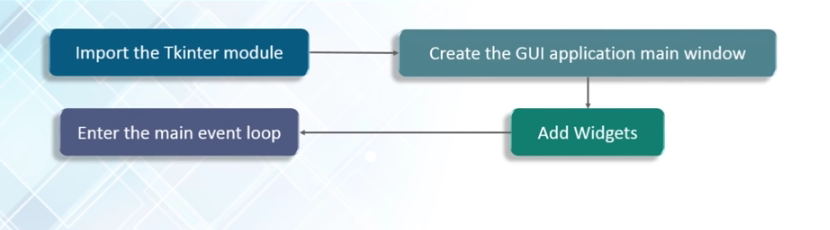 Import the Tkinter module
Create the GUI application main window
Add Widgets
Enter the main event loop